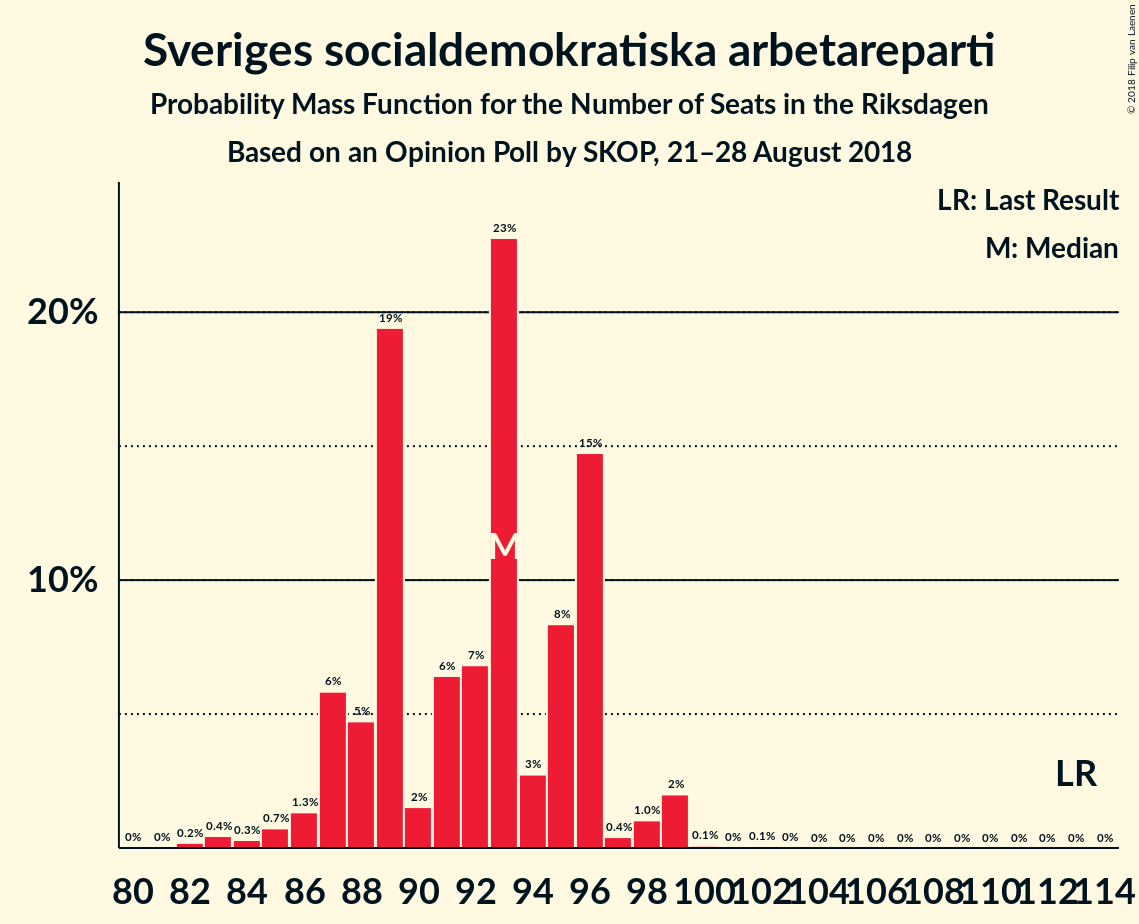 Sveriges socialdemokratiska arbetareparti
Probability Mass Function for the Number of Seats in the Riksdagen
Based on an Opinion Poll by SKOP, 21–28 August 2018
© 2018 Filip van Laenen
LR: Last Result
M: Median
20%
10%
0% 0% 0.2% 0.4% 0.3% 0.7% 1.3% 6% 5% 19% 2% 6% 7% 23% 3% 8% 15% 0.4% 1.0% 2% 0.1% 0% 0.1% 0% 0% 0% 0% 0% 0% 0% 0% 0% 0% 0% 0%
M
LR
80 82 84 86 88 90 92 94 96 98 100 102 104 106 108 110 112 114